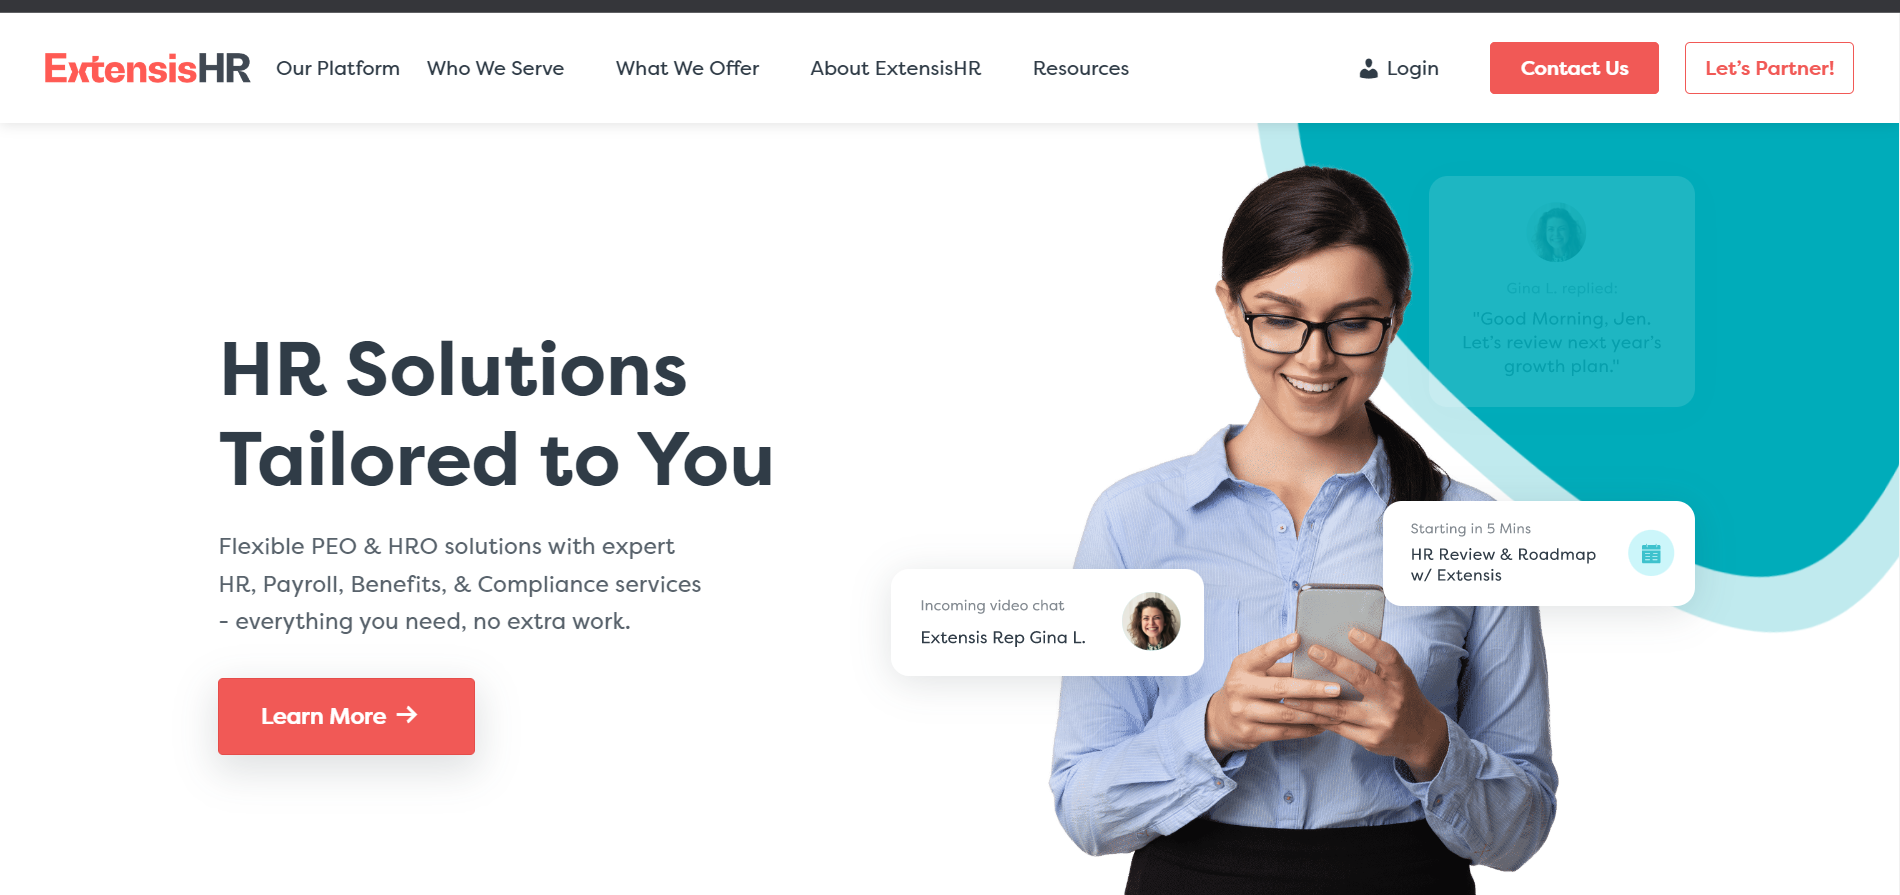 ExtensisHR
Our Platform
Who We Serve
What We Offer
About ExtensisHR
Resources
Login
Contact Us
Let's Partner!
HR Solutions
Tailored to You
Flexible PEO & HRO solutions with expert
HR, Payroll, Benefits, & Compliance services
- everything you need, no extra work.
Learn More
Gina L. replied:
"Good Morning, Jen.
Let's review next year's
growth plan."
Starting in 5 Mins
HR Review & Roadmap
w/ Extensis
Incoming video chat
Extensis Rep Gina L.